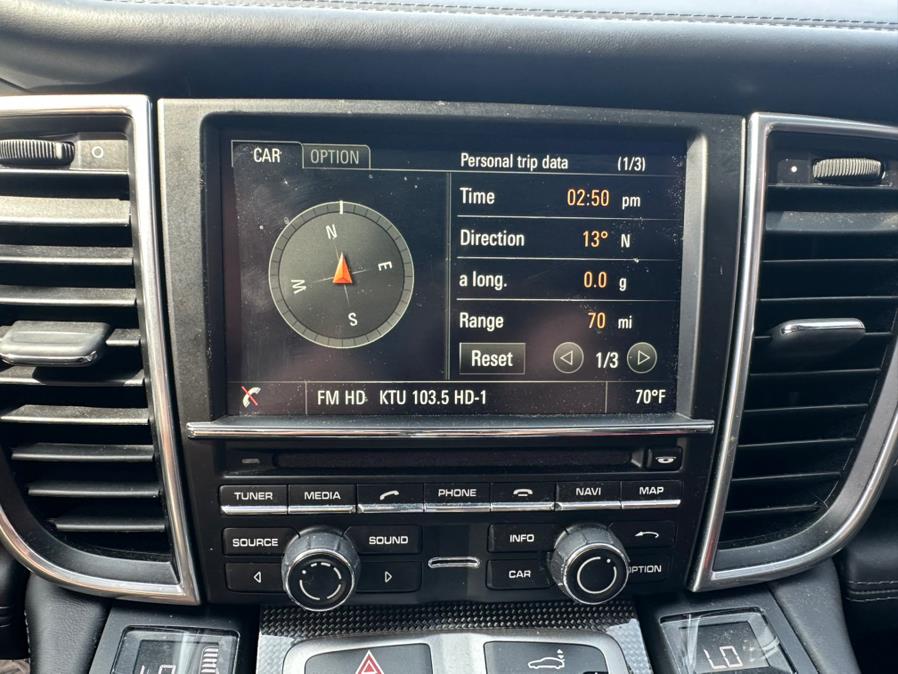 CAR OPTION Personal trip data (1/3)
Time 02:50 pm
N
Direction 13° N
E
W
a long. 0.0 g
S
Range 70 mi
Reset 1/3
FM HD KTU 103.5 HD-1 70°F
TUNER MEDIA PHONE NAVI MAP
SOURCE SOUND INFO
CAR OPTION
LO LO